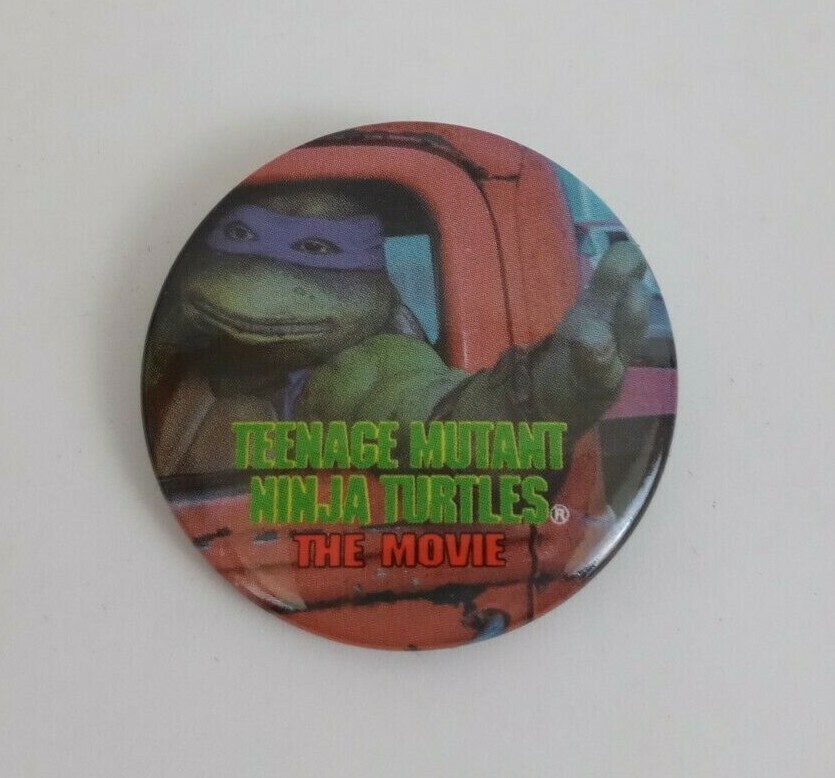 TEENAGE MUTANT
NINJA TURTLES®
THE MOVIE